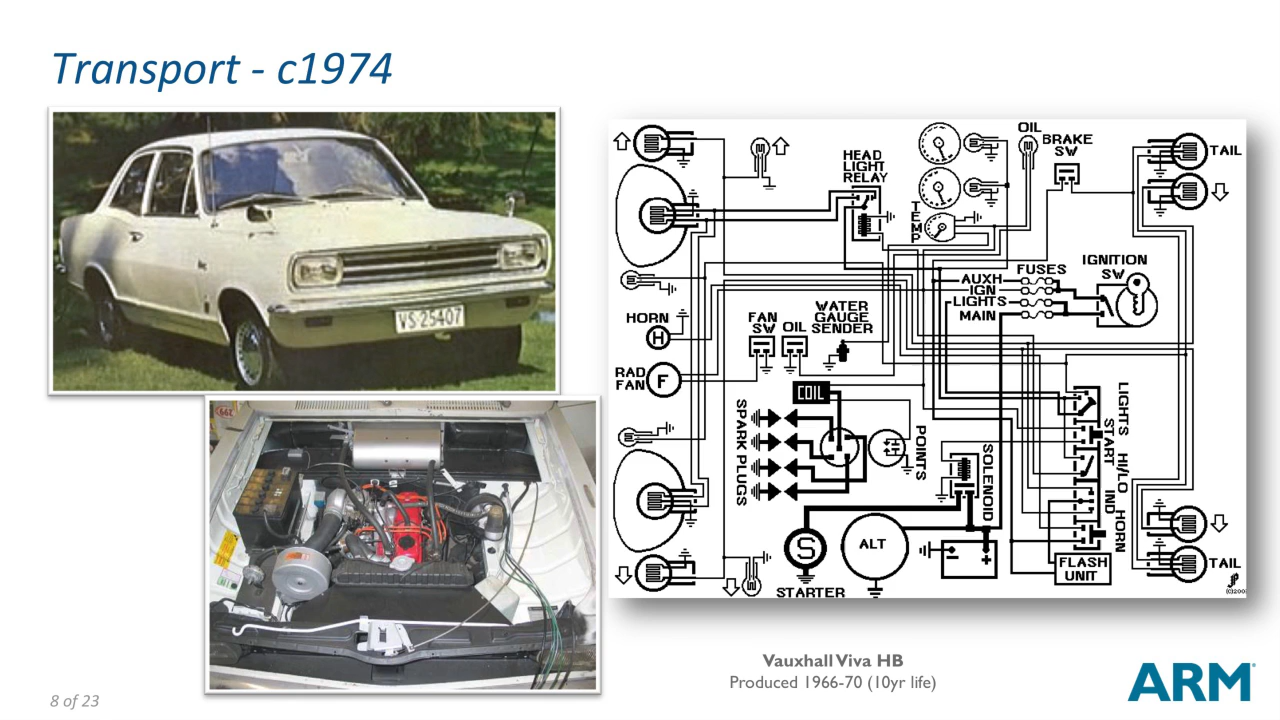 Transport - c1974
VS·25407
OIL
BRAKE
SW
TAIL
HEAD
LIGHT
RELAY
TEMP
IGNITION
SW
FUSES
AUXH
IGN
LIGHTS
MAIN
HORN
H
FAN
SW
OIL
WATER
GAUGE
SENDER
RAD
FAN
F
COIL
SPARK PLUGS
POINTS
SOLENOID
LIGHTS
START
HI/LO
IND
HORN
S
STARTER
ALT
- +
FLASH
UNIT
TAIL
JP
Vauxhall Viva HB
Produced 1966-70 (10yr life)
8 of 23
ARM